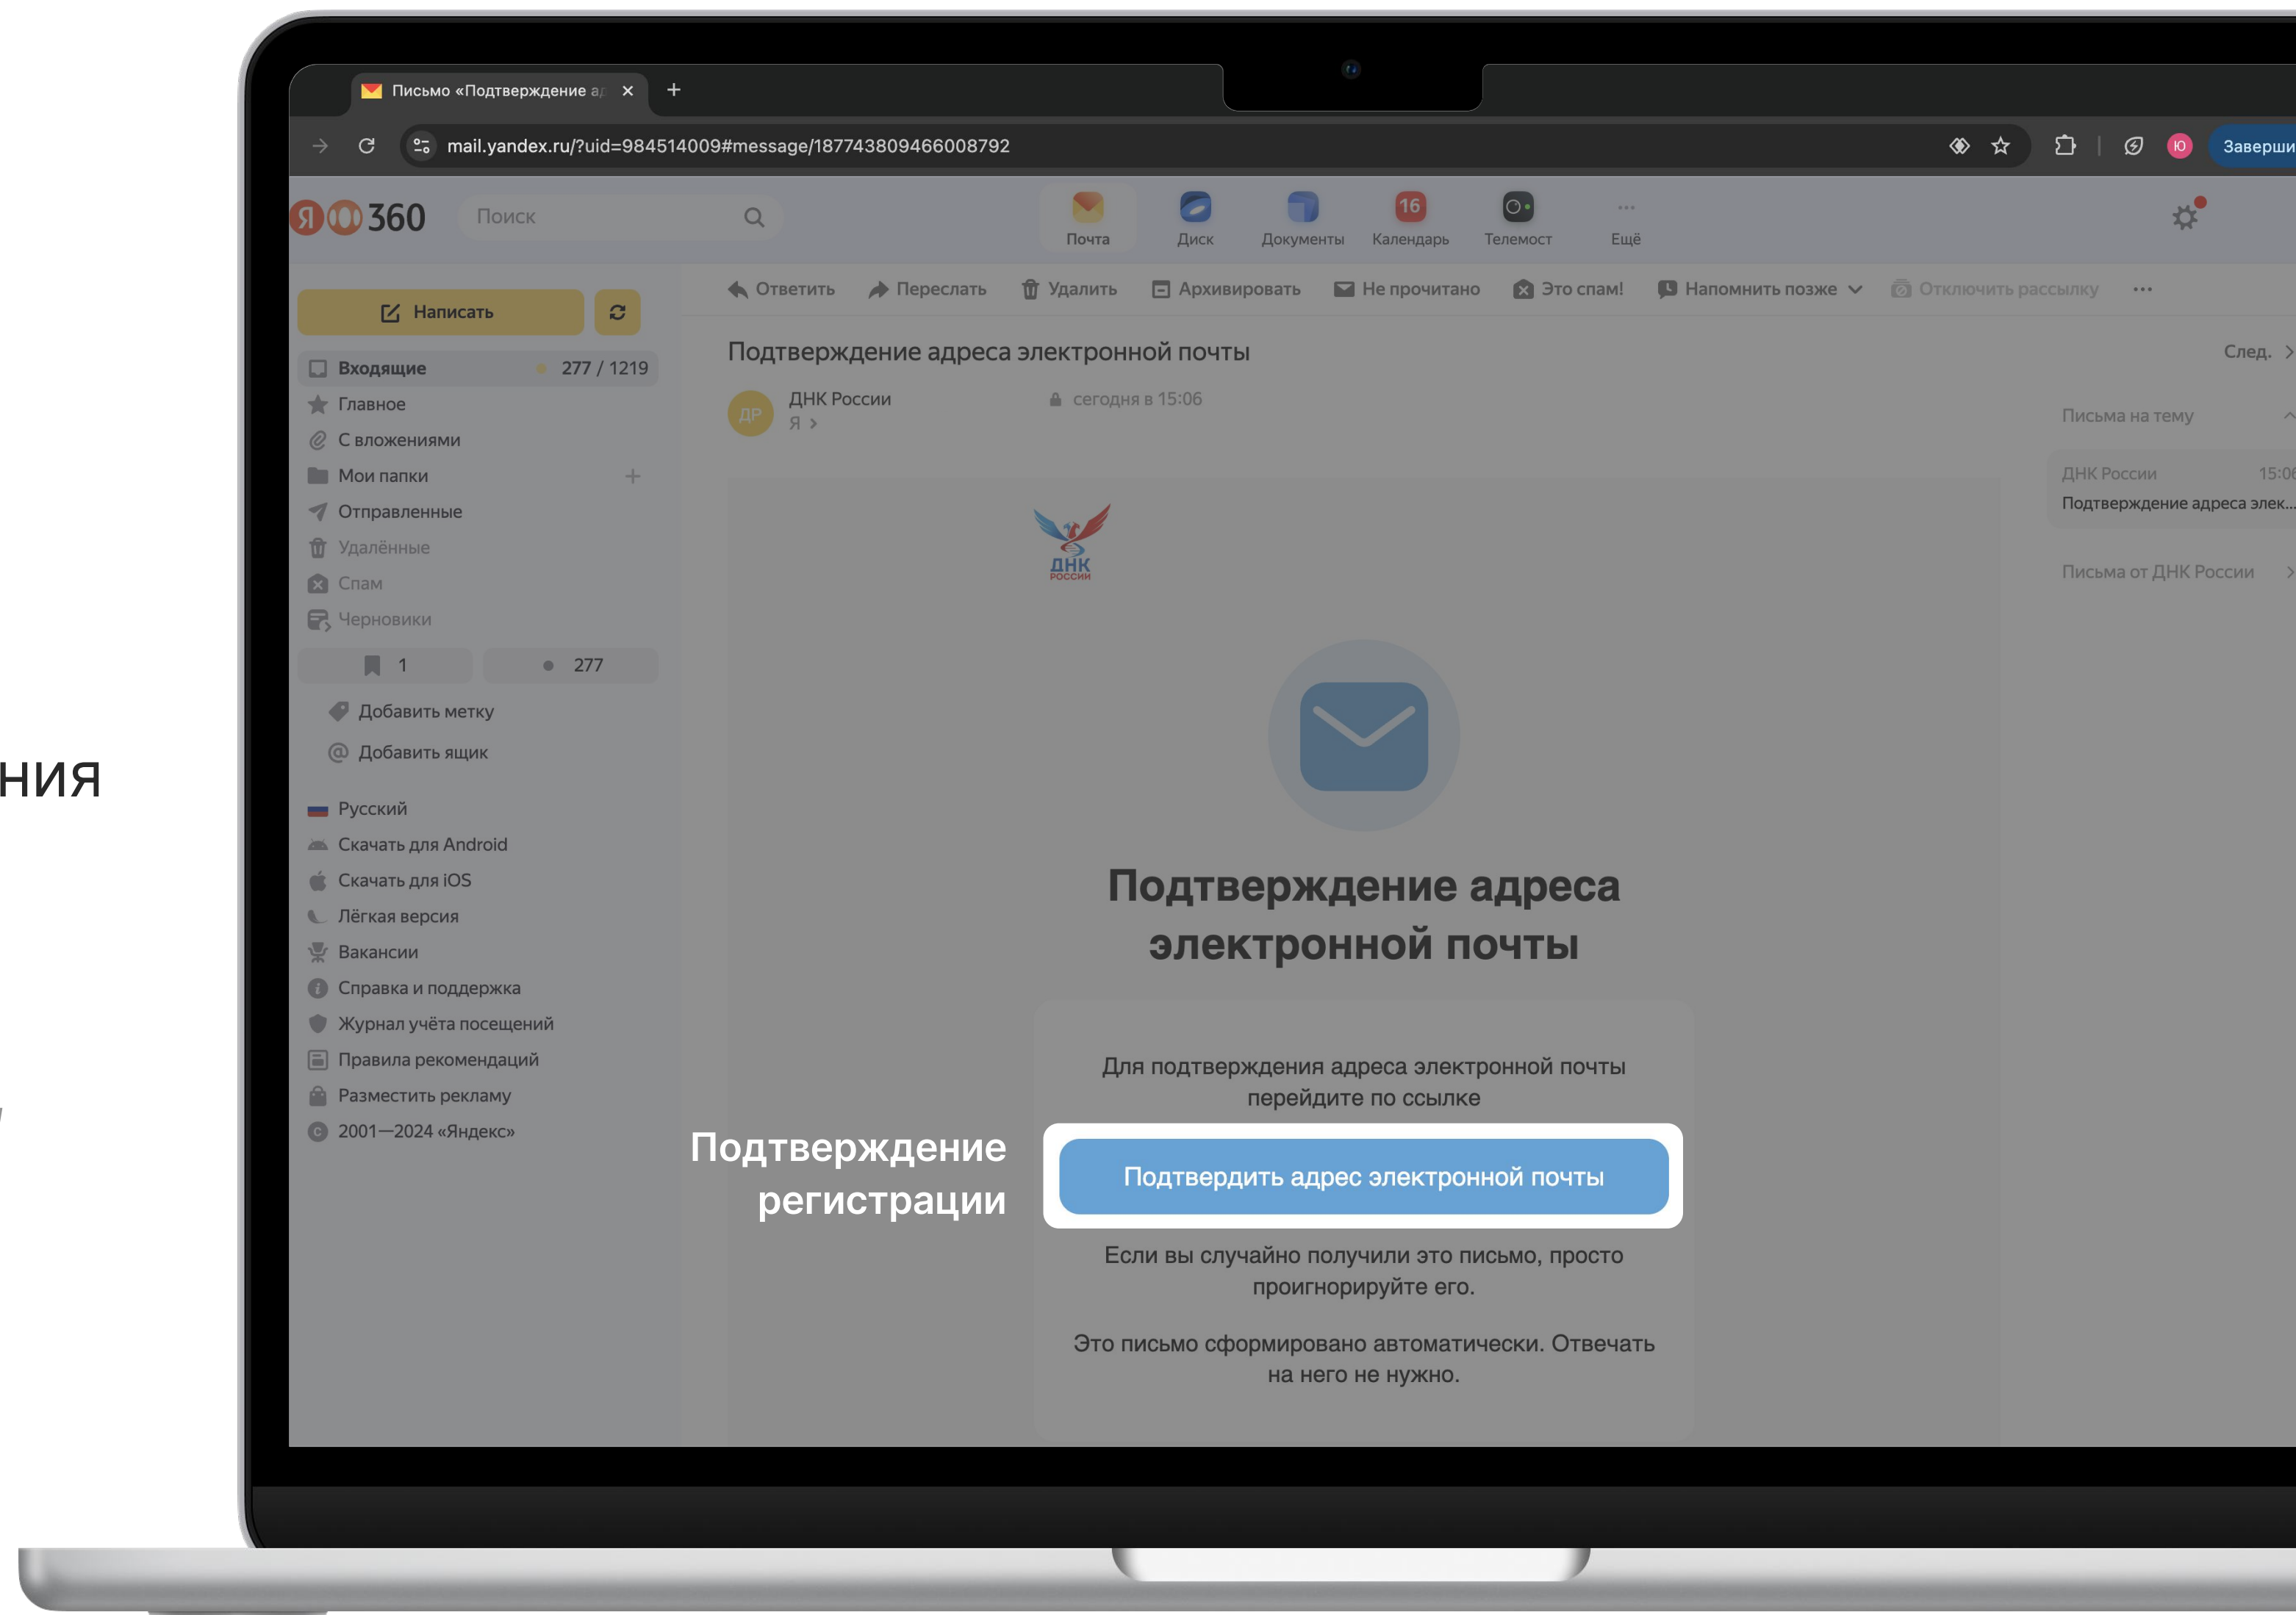 Письмо «Подтверждение ад
mail.yandex.ru/?uid=984514009#message/187743809466008792
Ю
Заверши
Я 360
Поиск
Почта
Диск
Документы
16
Календарь
Телемост
Ещё
Написать
Ответить
Переслать
Удалить
Архивировать
Не прочитано
Это спам!
Напомнить позже
Отключить рассылку
Входящие 277 / 1219
Главное
С вложениями
Мои папки
Отправленные
Удалённые
Спам
Черновики
1
277
Добавить метку
Добавить ящик
Русский
Скачать для Android
Скачать для iOS
Лёгкая версия
Вакансии
Справка и поддержка
Журнал учёта посещений
Правила рекомендаций
Разместить рекламу
2001—2024 «Яндекс»
Подтверждение адреса электронной почты
След.
ДР
ДНК России
сегодня в 15:06
Я
Письма на тему
ДНК России 15:06
Подтверждение адреса элек...
Письма от ДНК России
ДНК
РОССИИ
Подтверждение адреса
электронной почты
Для подтверждения адреса электронной почты
перейдите по ссылке
Подтверждение
регистрации
Подтвердить адрес электронной почты
Если вы случайно получили это письмо, просто
проигнорируйте его.
Это письмо сформировано автоматически. Отвечать
на него не нужно.
ния